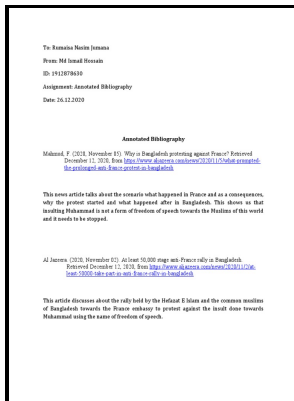 To: Rumaisa Nasim Jumana
From: Md Ismail Hossain
ID: 1912878630
Assignment: Annotated Bibliography
Date: 26.12.2020
Annotated Bibliography
Mahmud, F. (2020, November 05). Why is Bangladesh protesting against France? Retrieved
December 12, 2020, from https://www.aljazeera.com/news/2020/11/5/what-prompted-
the-prolonged-anti-france-protest-in-bangladesh
This news article talks about the scenario what happened in France and as a consequences,
why the protest started and what happened after in Bangladesh. This shows us that
insulting Muhammad is not a form of freedom of speech towards the Muslims of this world
and it needs to be stopped.
Al Jazeera. (2020, November 02). At least 50,000 stage anti-France rally in Bangladesh.
Retrieved December 12, 2020, from https://www.aljazeera.com/news/2020/11/2/at-
least-50000-take-part-in-anti-france-rally-in-bangladesh
This article discusses about the rally held by the Hefazat E Islam and the common muslims
of Bangladesh towards the France embassy to protest against the insult done towards
Muhammad using the name of freedom of speech.